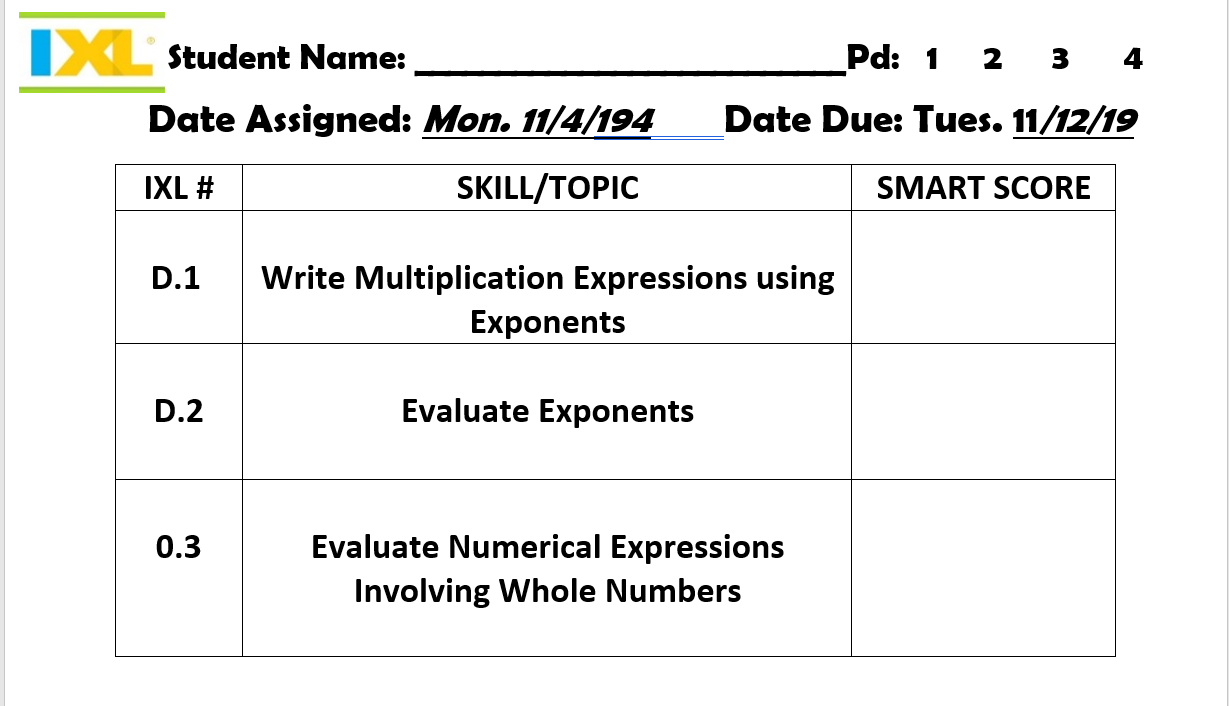 IXL® Student Name: __________________________ Pd: 1 2 3 4
Date Assigned: Mon. 11/4/194 Date Due: Tues. 11/12/19
IXL # SKILL/TOPIC SMART SCORE
D.1 Write Multiplication Expressions using
Exponents
D.2 Evaluate Exponents
0.3 Evaluate Numerical Expressions
Involving Whole Numbers